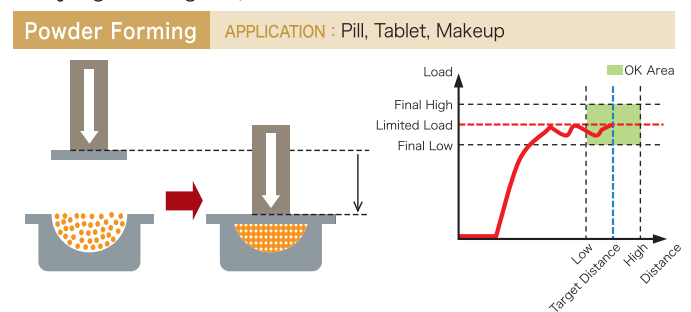 Powder Forming
APPLICATION : Pill, Tablet, Makeup
Load
OK Area
Final High
Limited Load
Final Low
Low
Target Distance
High
Distance